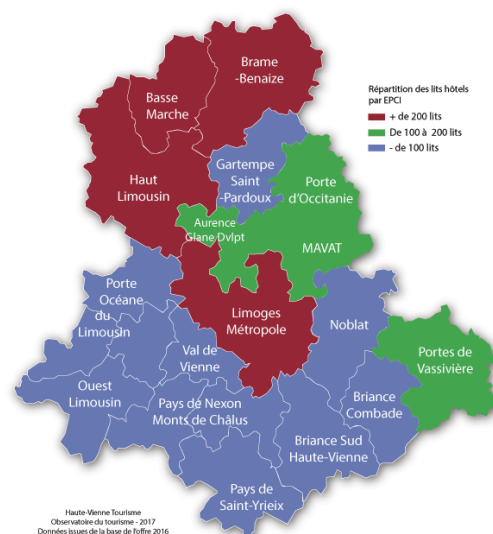 Brame
-Benaize
Basse
Marche
Répartition des lits hôtels
par EPCI
+ de 200 lits
De 100 à 200 lits
- de 100 lits
Gartempe
Saint
-Pardoux
Haut
Limousin
Porte
d'Occitanie
Aurence
Glane Dvlpt
MAVAT
Porte
Océane
du
Limousin
Limoges
Métropole
Noblat
Val de
Vienne
Portes de
Vassivière
Ouest
Limousin
Pays de Nexon
Monts de Châlus
Briance
Combade
Briance Sud
Haute-Vienne
Pays de
Saint-Yrieix
Haute-Vienne Tourisme
Observatoire du tourisme - 2017
Données issues de la base de l'offre 2016